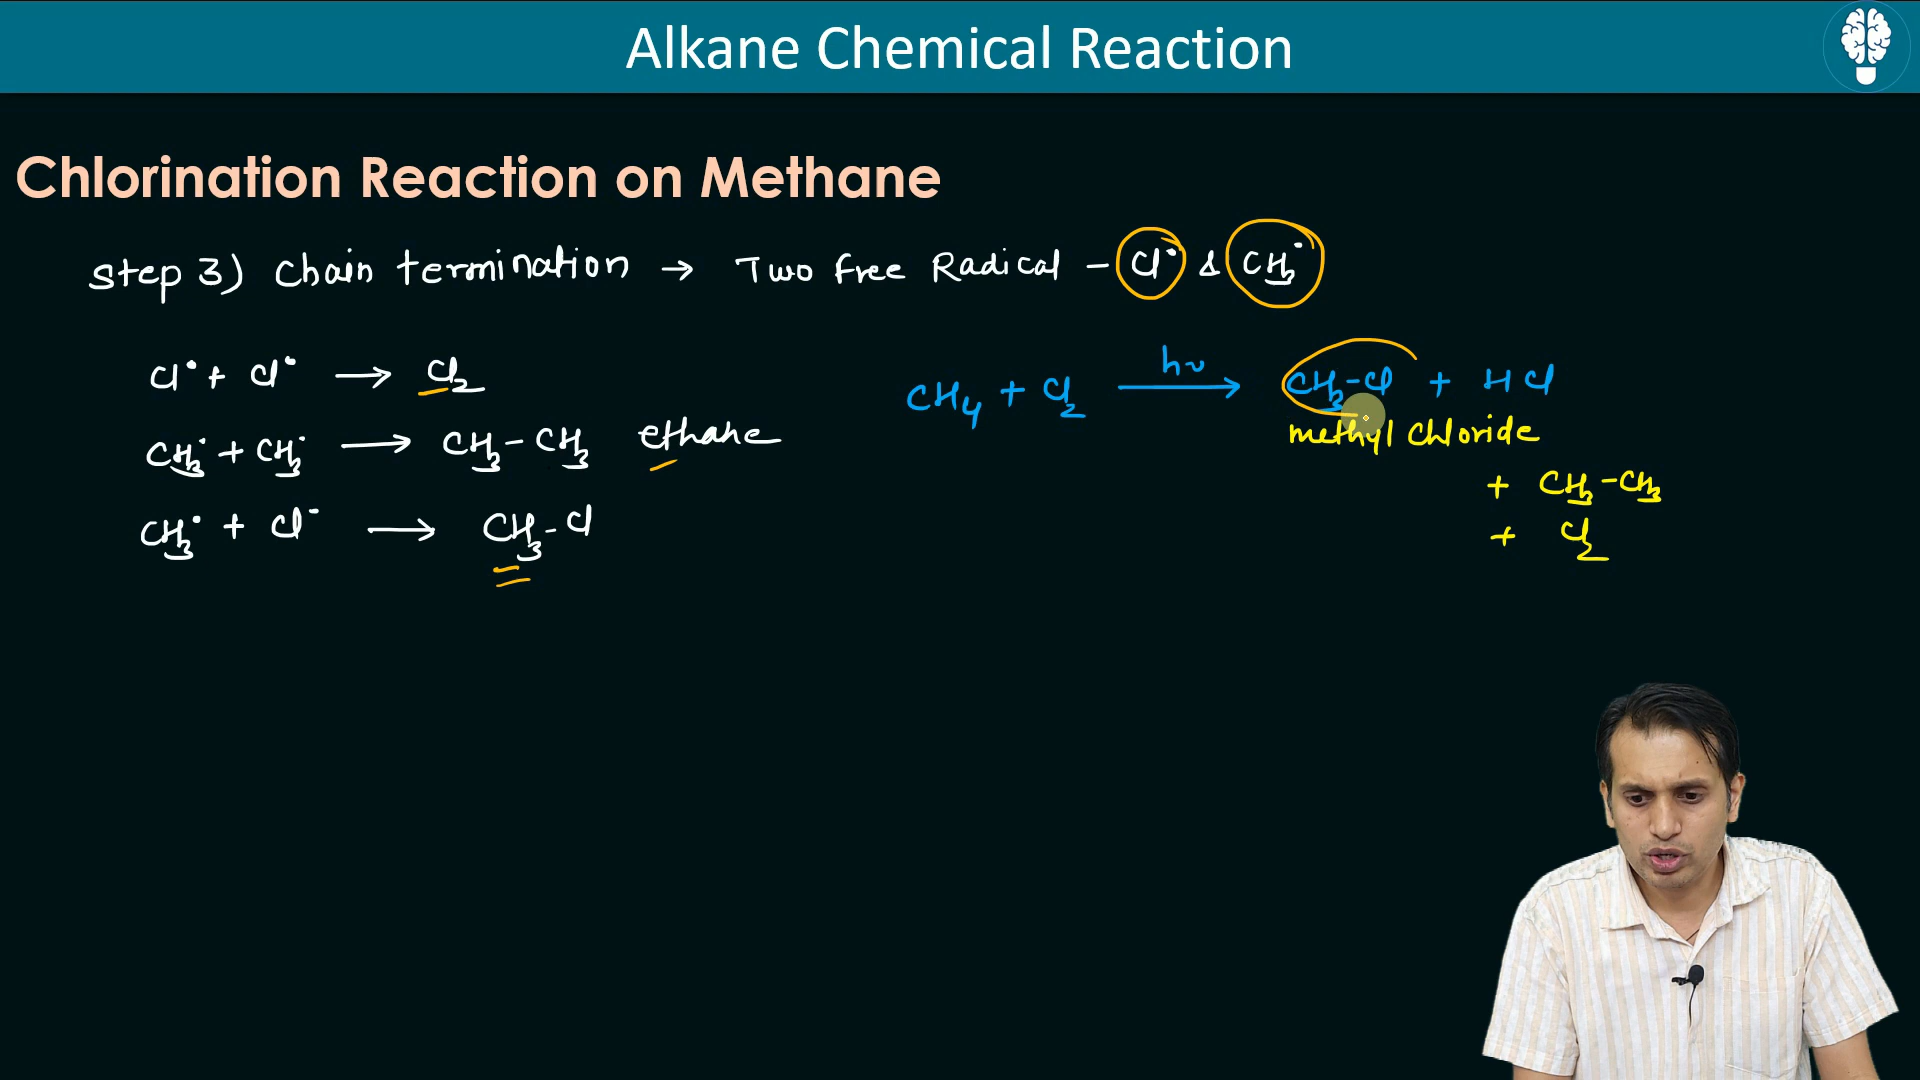 Alkane Chemical Reaction
Chlorination Reaction on Methane
Step 3) Chain termination → Two free Radical - Cl• & CH₃•
Cl• + Cl• → Cl₂
CH₃• + CH₃• → CH₃-CH₃ ethane
CH₃• + Cl• → CH₃-Cl
CH₄ + Cl₂ hν → CH₃-Cl + HCl
methyl chloride
+ CH₃-CH₃
+ Cl₂